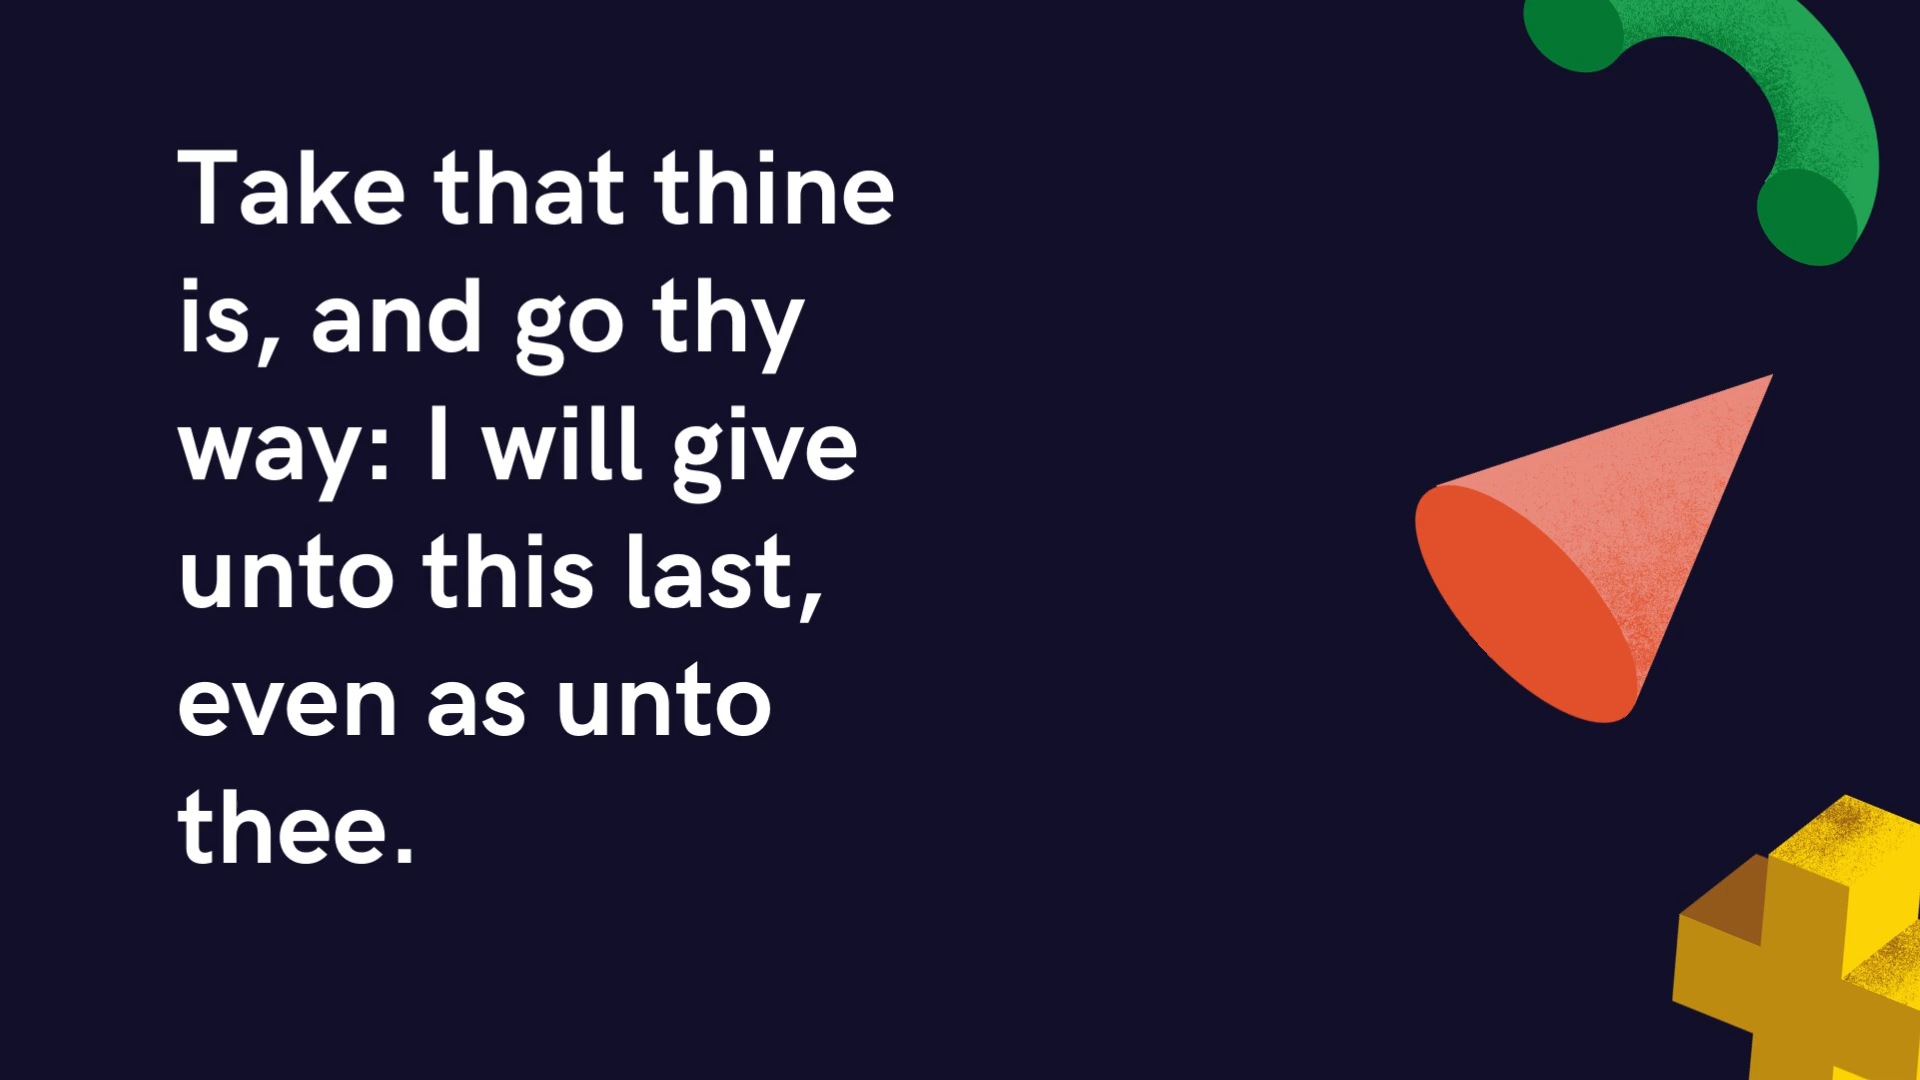 Take that thine
is, and go thy
way: I will give
unto this last,
even as unto
thee.